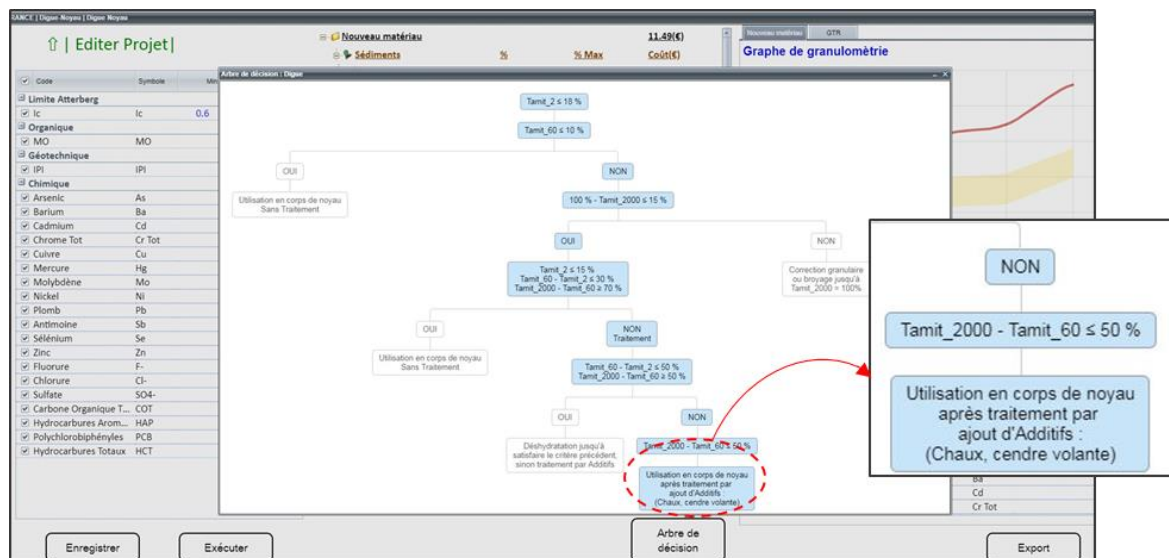 RANCE | Digue-Noyau | Digue Noyau
⇧ | Editer Projet|
Nouveau matériau 11.49(€)
Sédiments % % Max Coût(€)
Nouveau matériau GTR
Graphe de granulomètrie
Code Symbole
Limite Atterberg
Ic Ic 0.6
Organique
MO MO
Géotechnique
IPI IPI
Chimique
Arsenic As
Barium Ba
Cadmium Cd
Chrome Tot Cr Tot
Cuivre Cu
Mercure Hg
Molybdène Mo
Nickel Ni
Plomb Pb
Antimoine Sb
Sélénium Se
Zinc Zn
Fluorure F-
Chlorure Cl-
Sulfate SO4-
Carbone Organique T... COT
Hydrocarbures Arom... HAP
Polychlorobiphényles PCB
Hydrocarbures Totaux HCT
Arbre de décision : Digue
Tamit_2 ≤ 18 %
Tamit_60 ≤ 10 %
OUI
NON
Utilisation en corps de noyau
Sans Traitement
100 % - Tamit_2000 ≤ 15 %
OUI
NON
Tamit_2 ≤ 15 %
Tamit_60 - Tamit_2 ≤ 30 %
Tamit_2000 - Tamit_60 ≥ 70 %
Correction granulaire
ou broyage jusqu'à
Tamit_2000 = 100%
OUI
NON
Traitement
Utilisation en corps de noyau
Sans Traitement
Tamit_60 - Tamit_2 ≤ 50 %
Tamit_2000 - Tamit_60 ≥ 50 %
OUI
NON
Déshydratation jusqu'à
satisfaire le critère précédent,
sinon traitement par Additifs
Tamit_2000 - Tamit_60 ≤ 50 %
Utilisation en corps de noyau
après traitement par
ajout d'Additifs :
(Chaux, cendre volante)
NON
Tamit_2000 - Tamit_60 ≤ 50 %
Utilisation en corps de noyau
après traitement par
ajout d'Additifs :
(Chaux, cendre volante)
Ba
Cd
Cr Tot
Enregistrer
Exécuter
Arbre de
décision
Export